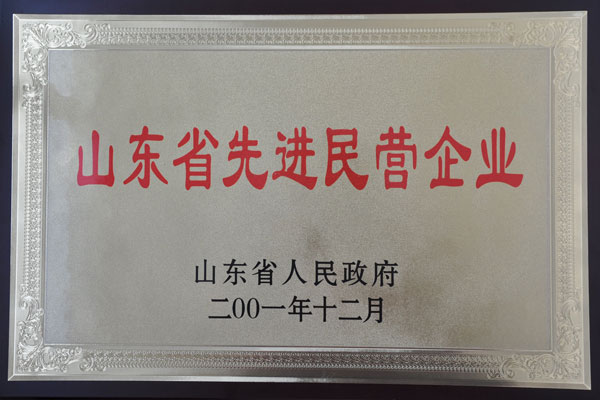 山东省先进民营企业
山东省人民政府
二00一年十二月